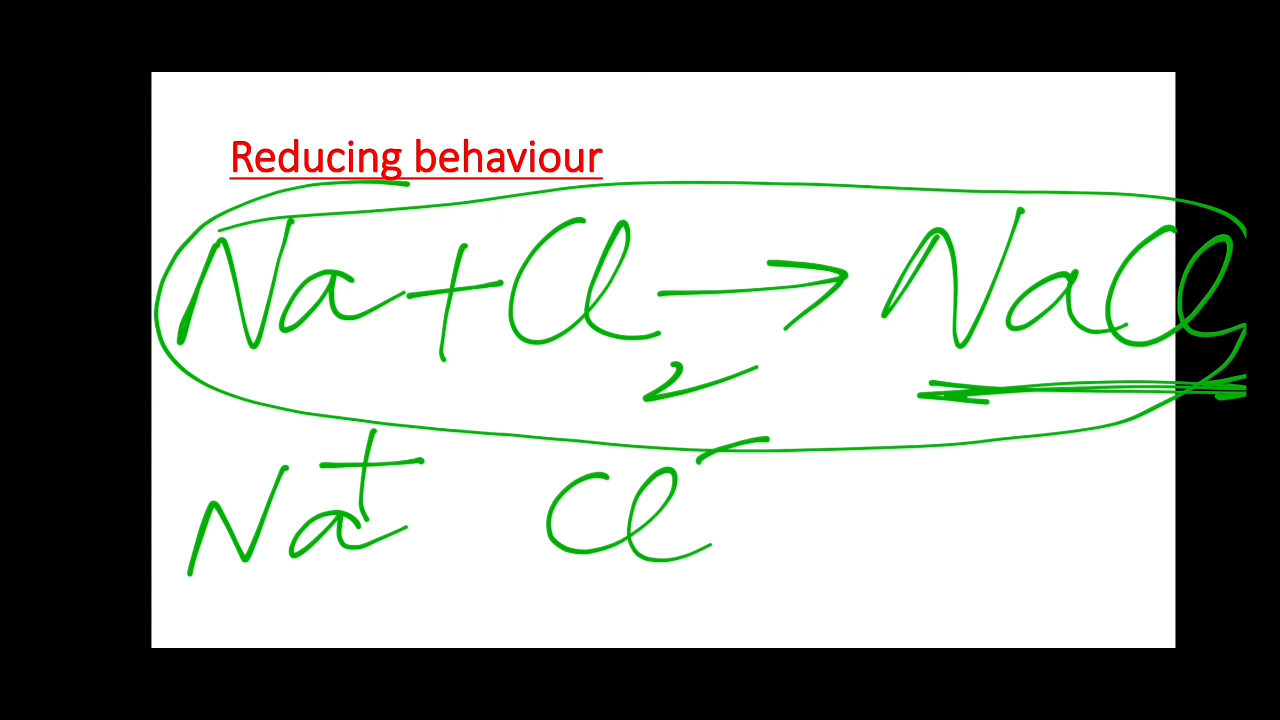 Reducing behaviour
Na + Cl₂ → NaCl
Na⁺ Cl⁻